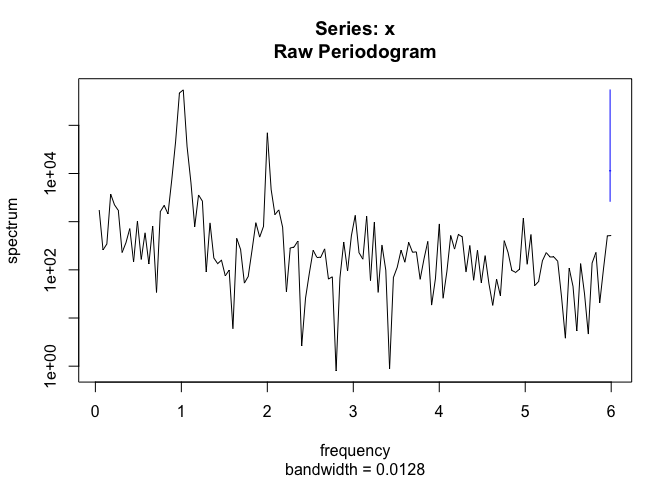 Series: x
Raw Periodogram
spectrum
1e+04
1e+02
1e+00
0 1 2 3 4 5 6
frequency
bandwidth = 0.0128